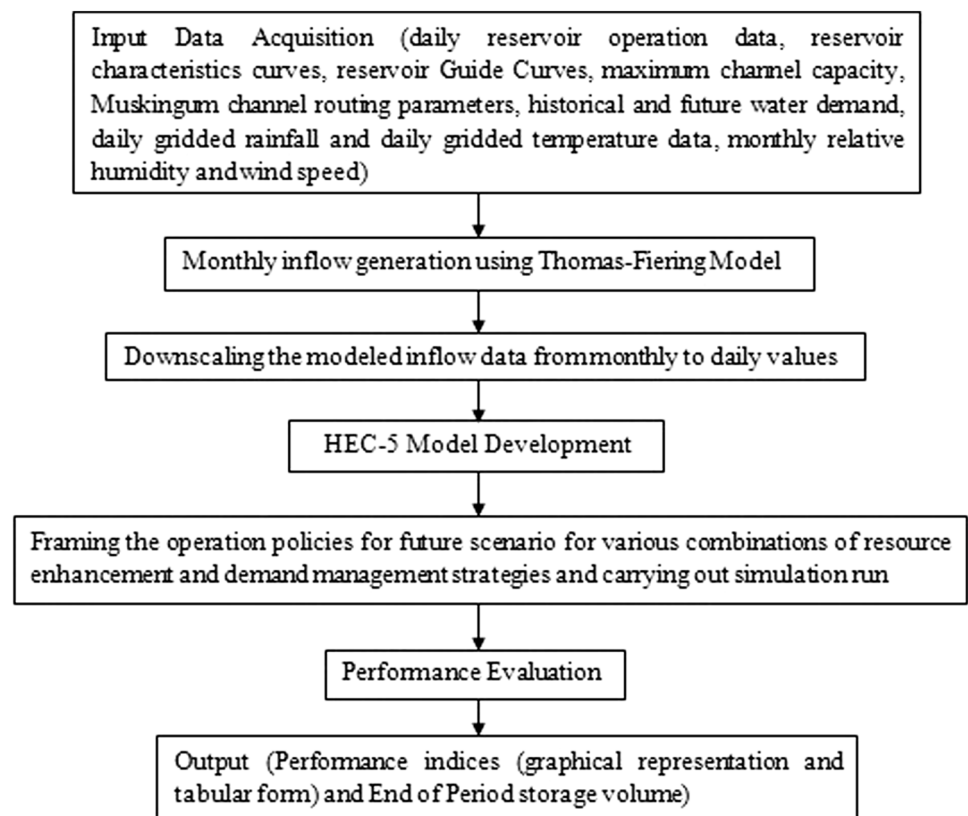 Input Data Acquisition (daily reservoir operation data, reservoir
characteristics curves, reservoir Guide Curves, maximum channel capacity,
Muskingum channel routing parameters, historical and future water demand,
daily gridded rainfall and daily gridded temperature data, monthly relative
humidity and wind speed)
Monthly inflow generation using Thomas-Fiering Model
Downscaling the modeled inflow data from monthly to daily values
HEC-5 Model Development
Framing the operation policies for future scenario for various combinations of resource
enhancement and demand management strategies and carrying out simulation run
Performance Evaluation
Output (Performance indices (graphical representation and
tabular form) and End of Period storage volume)